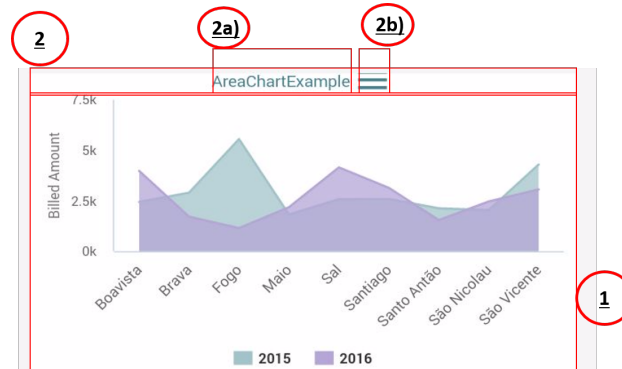 2
2a)
2b)
AreaChartExample
7.5k
5k
2.5k
0k
Billed Amount
Boavista
Brava
Fogo
Maio
Sal
Santiago
Santo Antão
São Nicolau
São Vicente
1
2015
2016